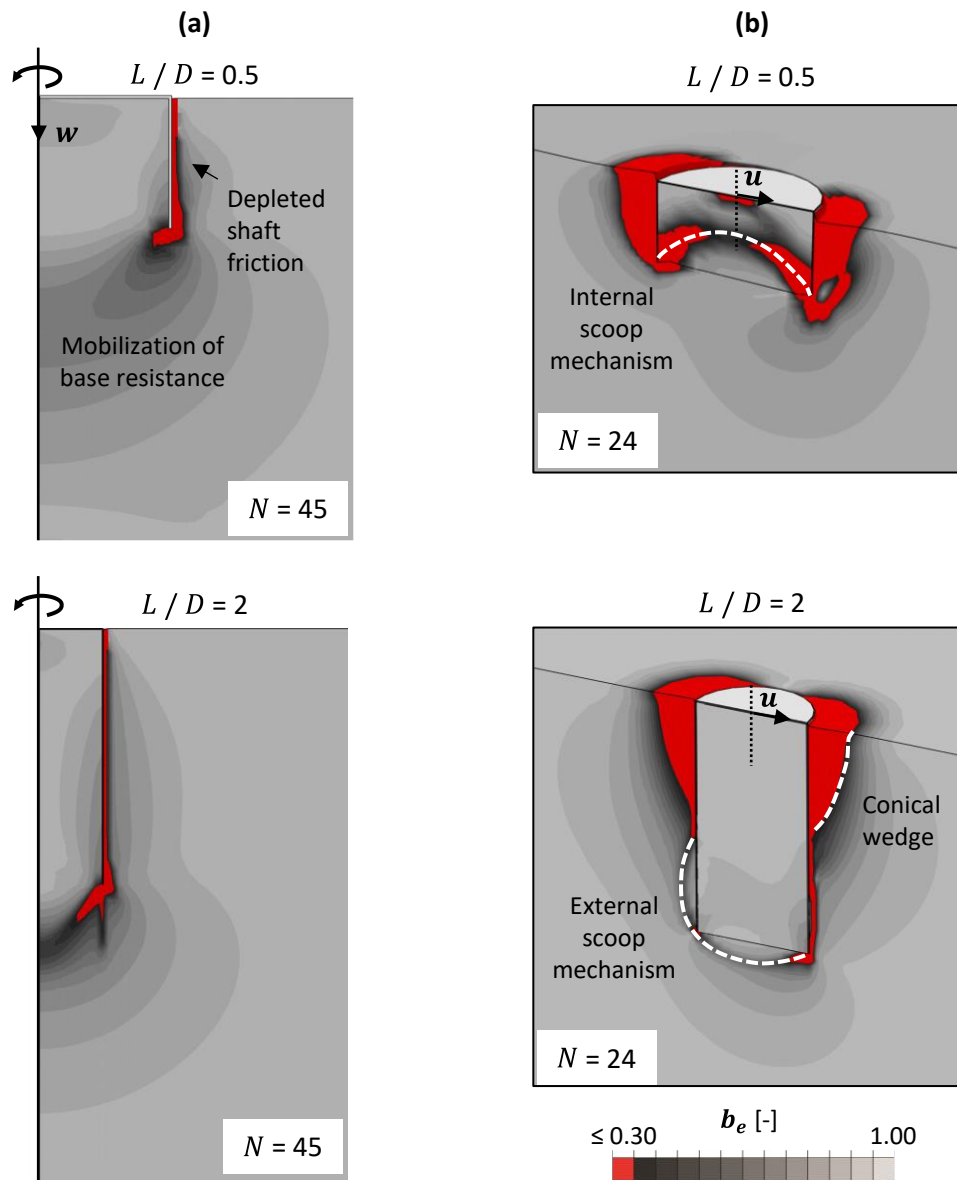 (a)
L / D = 0.5
w
Depleted
shaft
friction
Mobilization of
base resistance
N = 45
(b)
L / D = 0.5
u
Internal
scoop
mechanism
N = 24
L / D = 2
N = 45
L / D = 2
u
Conical
wedge
External
scoop
mechanism
N = 24
b_e [-]
≤ 0.30 1.00